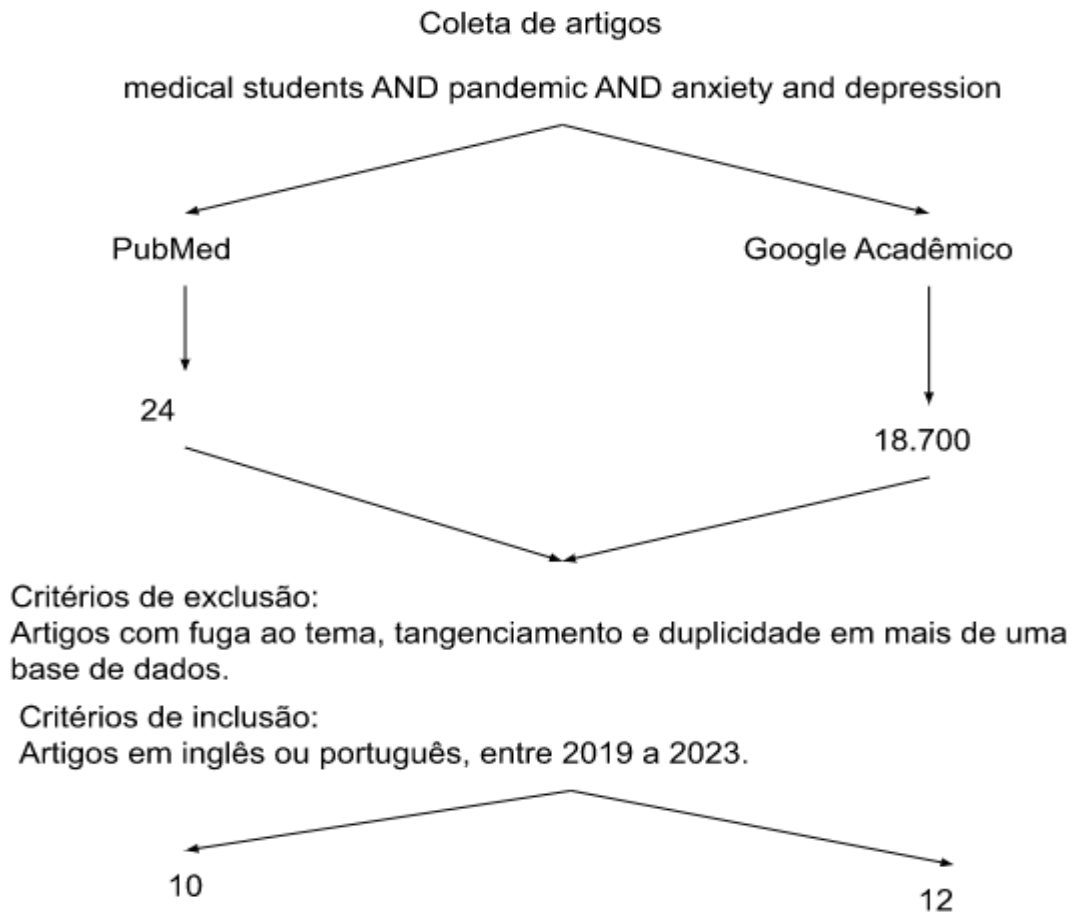 Coleta de artigos
medical students AND pandemic AND anxiety and depression
PubMed
Google Acadêmico
24
18.700
Critérios de exclusão:
Artigos com fuga ao tema, tangenciamento e duplicidade em mais de uma
base de dados.
Critérios de inclusão:
Artigos em inglês ou português, entre 2019 a 2023.
10
12